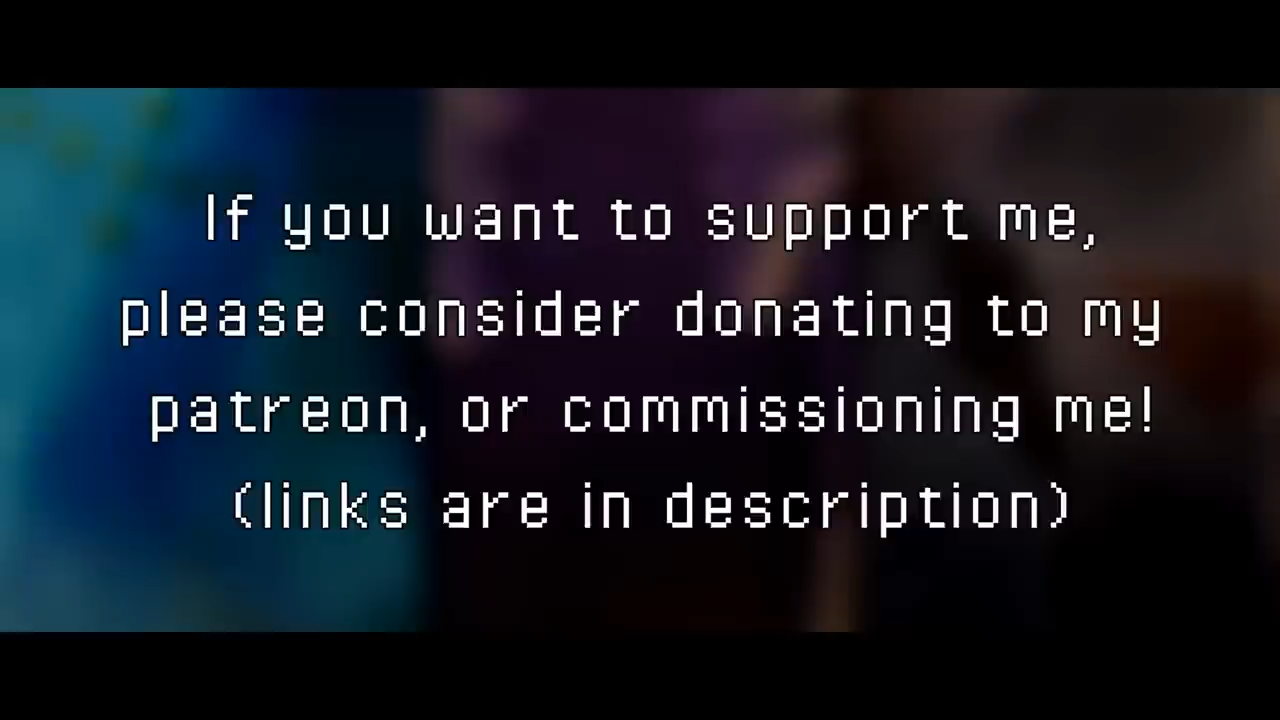 If you want to support me,
please consider donating to my
patreon, or commissioning me!
(links are in description)